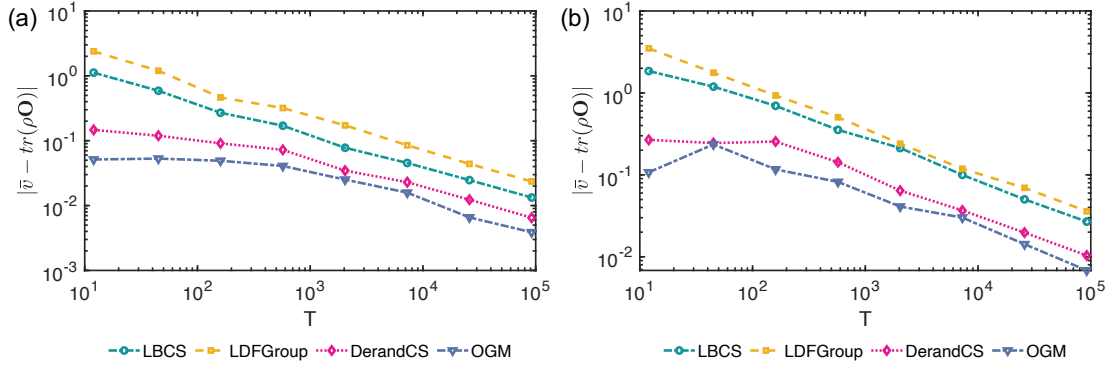 (a)
|v̄ − tr(ρO)|
10^1
10^0
10^-1
10^-2
10^-3
10^1 10^2 10^3 10^4 10^5
T
LBCS LDFGroup DerandCS OGM
(b)
|v̄ − tr(ρO)|
10^1
10^0
10^-1
10^-2
10^1 10^2 10^3 10^4 10^5
T
LBCS LDFGroup DerandCS OGM